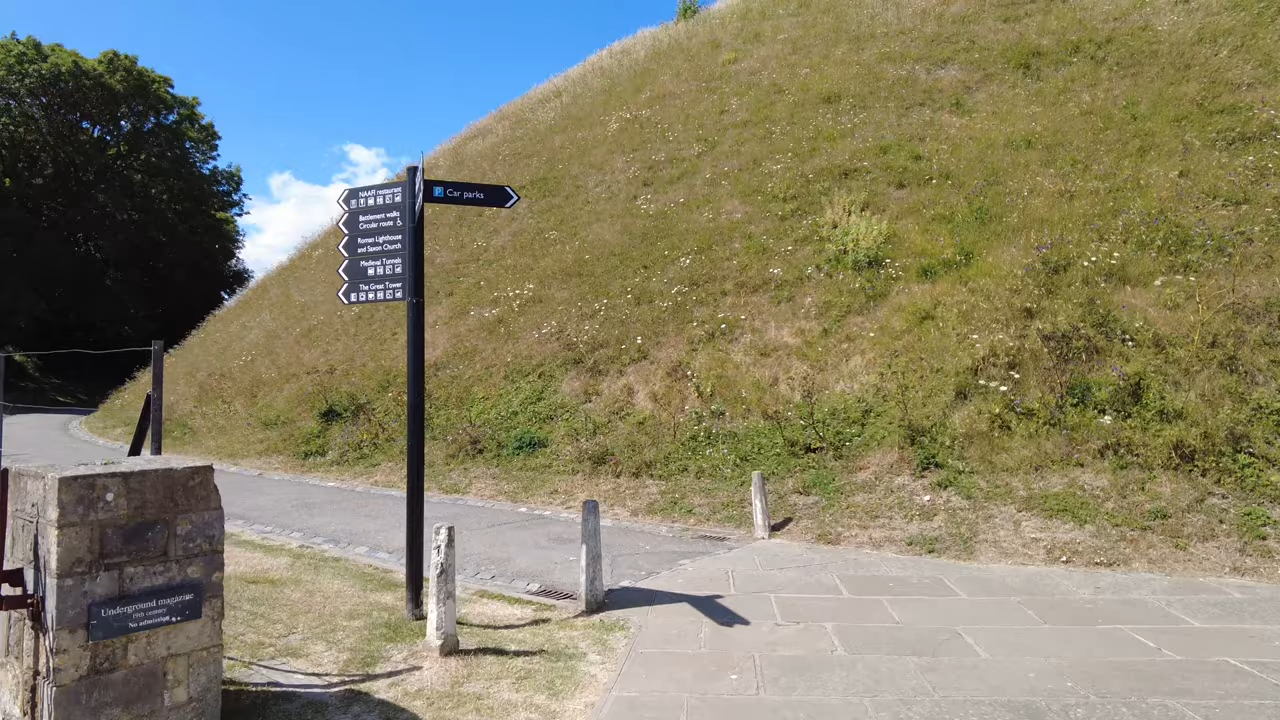 NAAFI restaurant
Battlement walks
Circular route
Roman Lighthouse
and Saxon Church
Medieval Tunnels
The Great Tower
P Car parks
Underground magazine
19th century
No admission